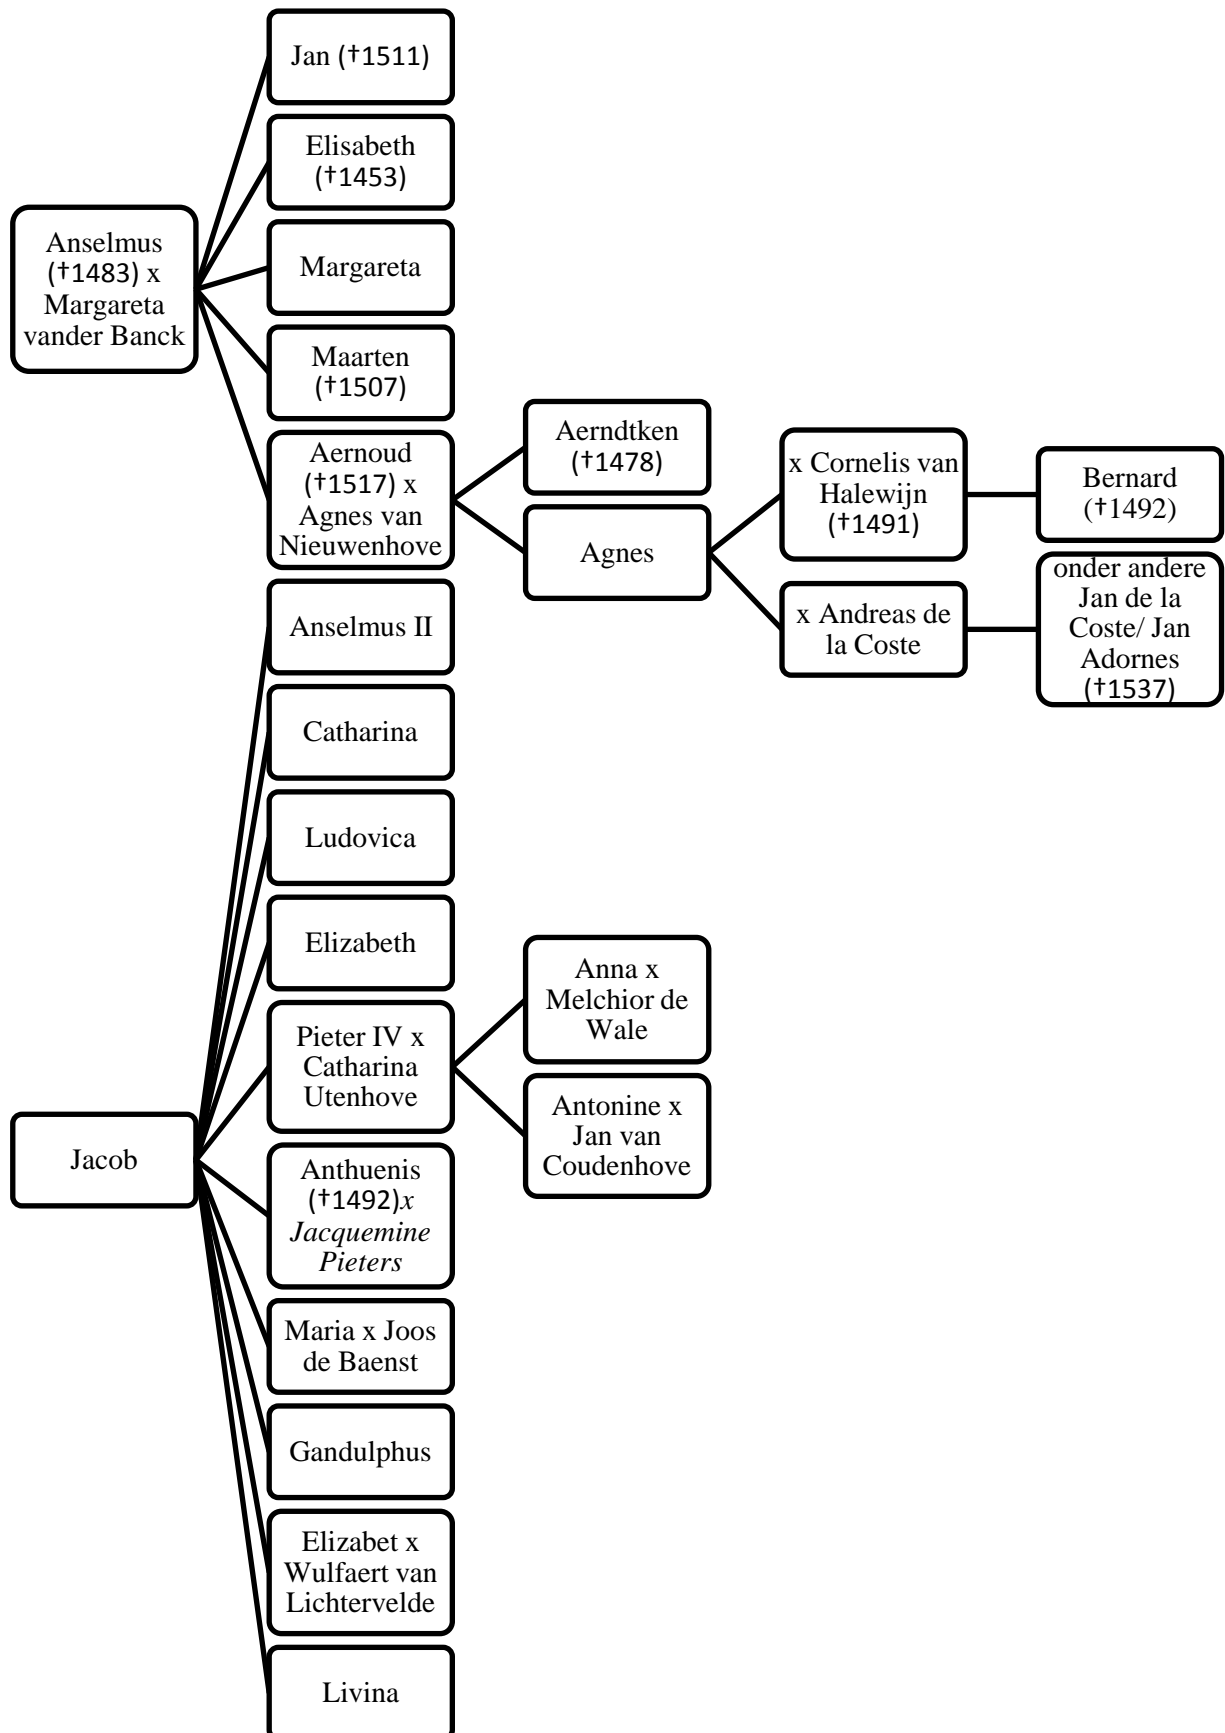 Jan (†1511)
Elisabeth
(†1453)
Anselmus
(†1483) x
Margareta
vander Banck
Margareta
Maarten
(†1507)
Aernoud
(†1517) x
Agnes van
Nieuwenhove
Aerndtken
(†1478)
Agnes
x Cornelis van
Halewijn
(†1491)
Bernard
(†1492)
x Andreas de
la Coste
onder andere
Jan de la
Coste/ Jan
Adornes
(†1537)
Anselmus II
Catharina
Ludovica
Elizabeth
Pieter IV x
Catharina
Utenhove
Anna x
Melchior de
Wale
Antonine x
Jan van
Coudenhove
Jacob
Anthuenis
(†1492)x
Jacquemine
Pieters
Maria x Joos
de Baenst
Gandulphus
Elizabet x
Wulfaert van
Lichtervelde
Livina